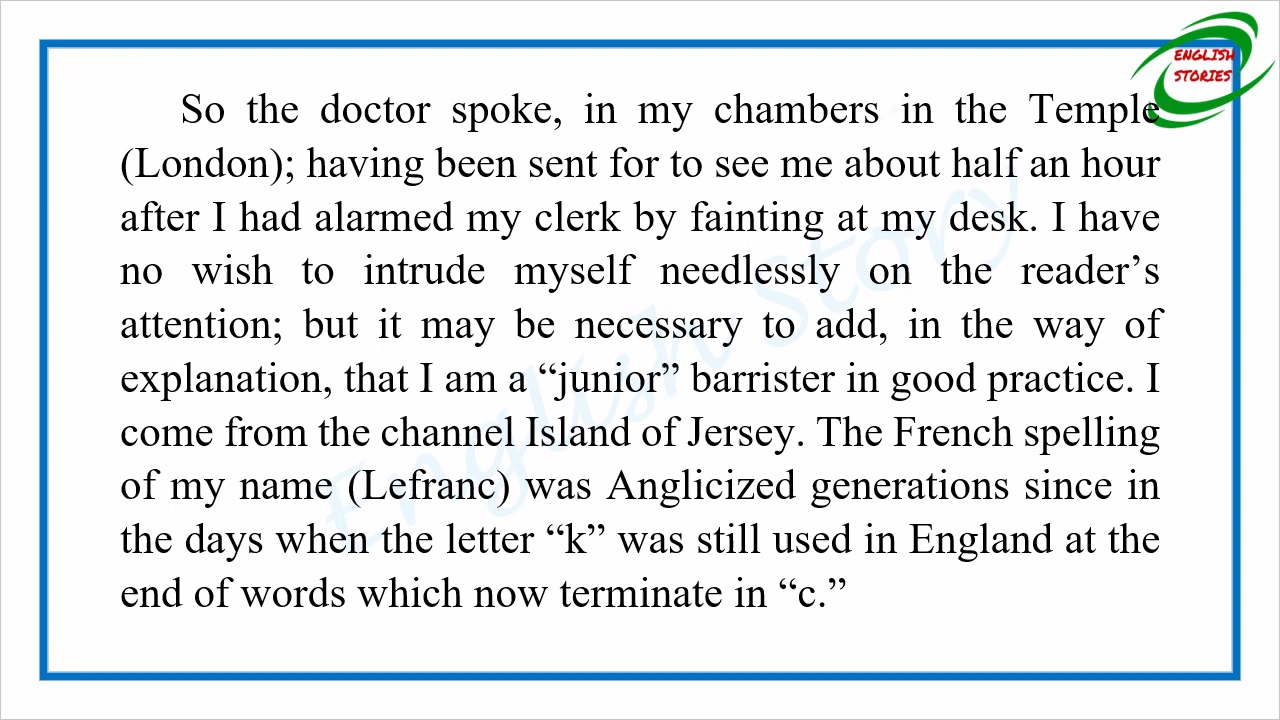 ENGLISH
STORIES
So the doctor spoke, in my chambers in the Temple
(London); having been sent for to see me about half an hour
after I had alarmed my clerk by fainting at my desk. I have
no wish to intrude myself needlessly on the reader’s
attention; but it may be necessary to add, in the way of
explanation, that I am a “junior” barrister in good practice. I
come from the channel Island of Jersey. The French spelling
of my name (Lefranc) was Anglicized generations since in
the days when the letter “k” was still used in England at the
end of words which now terminate in “c.”
English Story